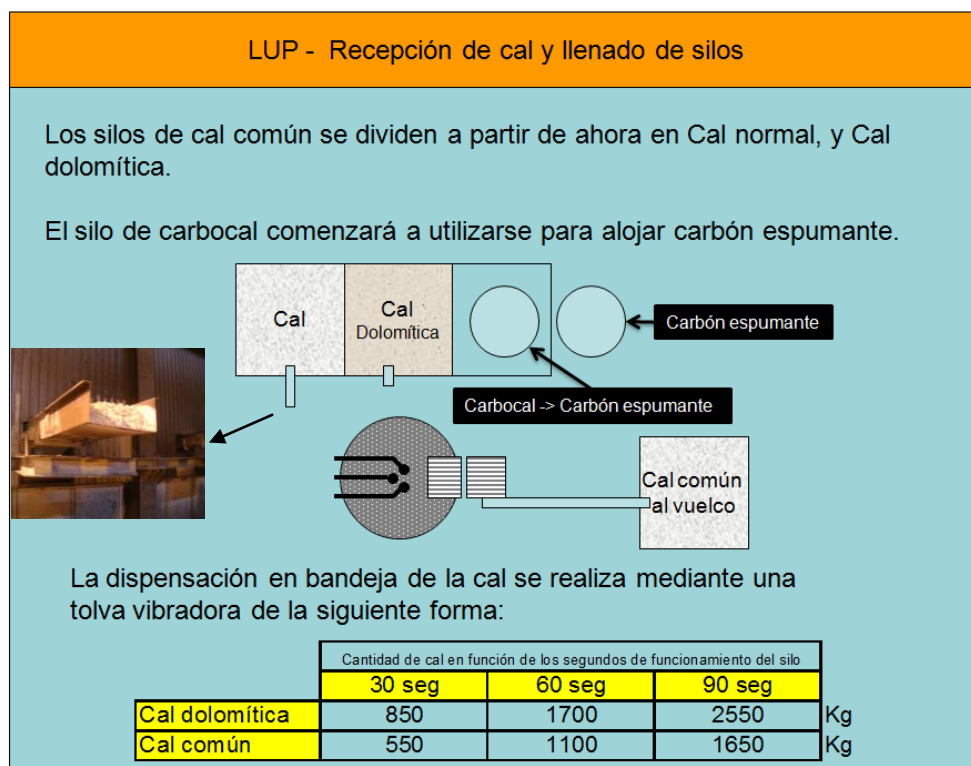 LUP - Recepción de cal y llenado de silos
Los silos de cal común se dividen a partir de ahora en Cal normal, y Cal
dolomítica.
El silo de carbocal comenzará a utilizarse para alojar carbón espumante.
Cal
Cal
Dolomítica
Carbón espumante
Carbocal -> Carbón espumante
Cal común
al vuelco
La dispensación en bandeja de la cal se realiza mediante una
tolva vibradora de la siguiente forma:
Cantidad de cal en función de los segundos de funcionamiento del silo
30 seg 60 seg 90 seg
Cal dolomítica 850 1700 2550 Kg
Cal común 550 1100 1650 Kg